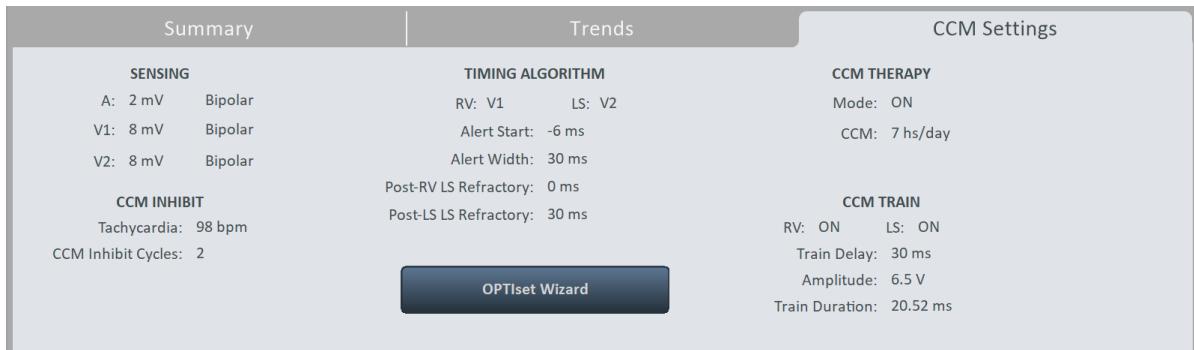 Summary
Trends
CCM Settings
SENSING
A: 2 mV Bipolar
V1: 8 mV Bipolar
V2: 8 mV Bipolar
CCM INHIBIT
Tachycardia: 98 bpm
CCM Inhibit Cycles: 2
TIMING ALGORITHM
RV: V1 LS: V2
Alert Start: -6 ms
Alert Width: 30 ms
Post-RV LS Refractory: 0 ms
Post-LS LS Refractory: 30 ms
OPTIset Wizard
CCM THERAPY
Mode: ON
CCM: 7 hs/day
CCM TRAIN
RV: ON LS: ON
Train Delay: 30 ms
Amplitude: 6.5 V
Train Duration: 20.52 ms